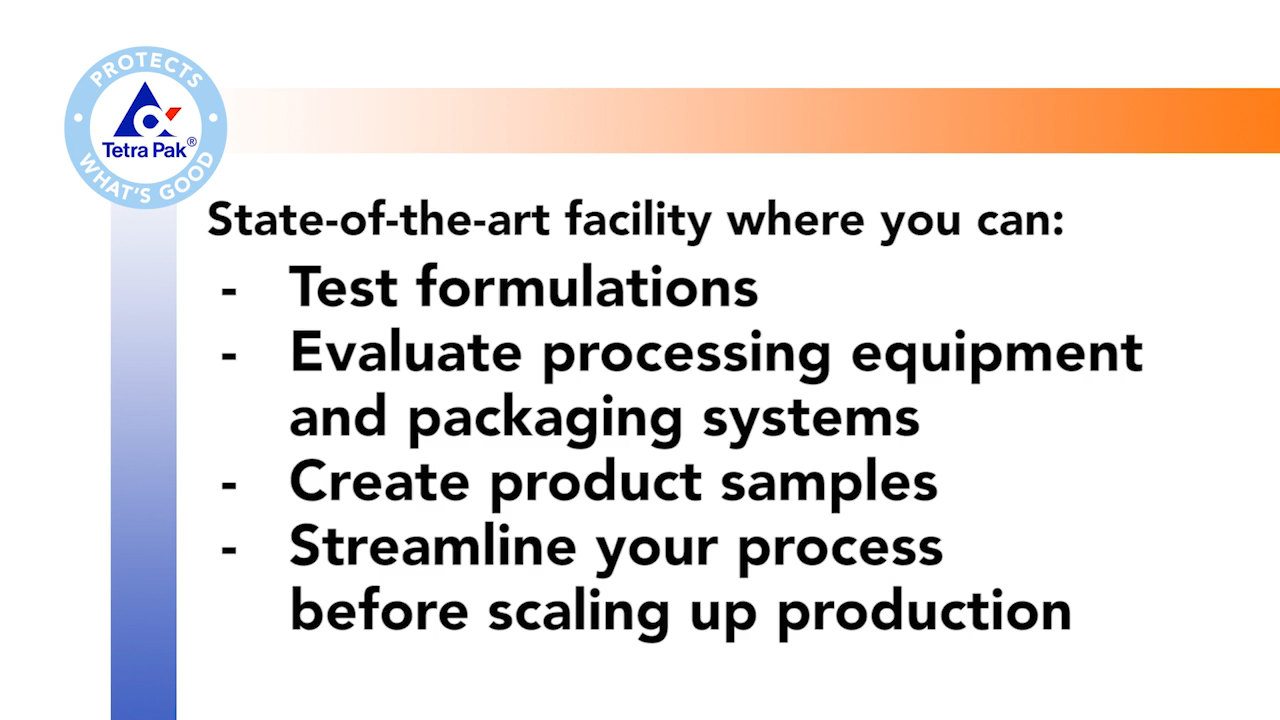 PROTECTS
Tetra Pak®
WHAT'S GOOD
State-of-the-art facility where you can:
- Test formulations
- Evaluate processing equipment
and packaging systems
- Create product samples
- Streamline your process
before scaling up production